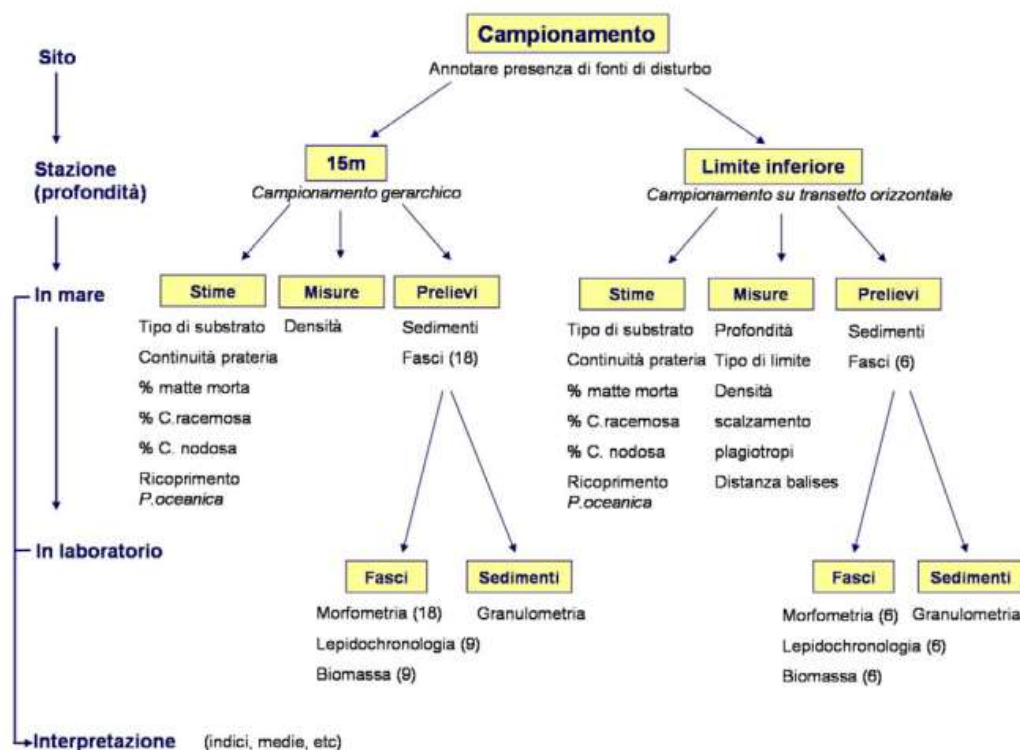 Campionamento
Sito
Annotare presenza di fonti di disturbo
15m
Limite inferiore
Stazione
(profondità)
Campionamento gerarchico
Campionamento su transetto orizzontale
In mare
Stime
Misure
Prelievi
Tipo di substrato
Densità
Sedimenti
Continuità prateria
Fasci (18)
% matte morta
% C.racemosa
% C. nodosa
Ricoprimento
P.oceanica
Stime
Misure
Prelievi
Tipo di substrato
Profondità
Sedimenti
Continuità prateria
Tipo di limite
Fasci (6)
% matte morta
Densità
% C.racemosa
scalzamento
% C. nodosa
plagiotropi
Ricoprimento
Distanza balises
P.oceanica
In laboratorio
Fasci
Sedimenti
Morfometria (18)
Granulometria
Lepidochronologia (9)
Biomassa (9)
Fasci
Sedimenti
Morfometria (6)
Granulometria
Lepidochronologia (6)
Biomassa (6)
Interpretazione (indici, medie, etc)